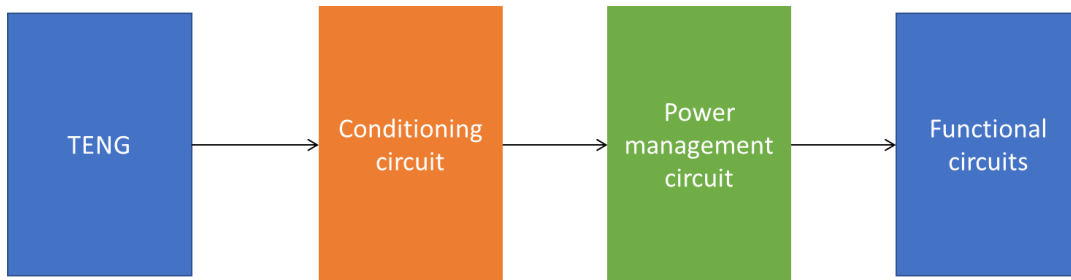 TENG
Conditioning
circuit
Power
management
circuit
Functional
circuits